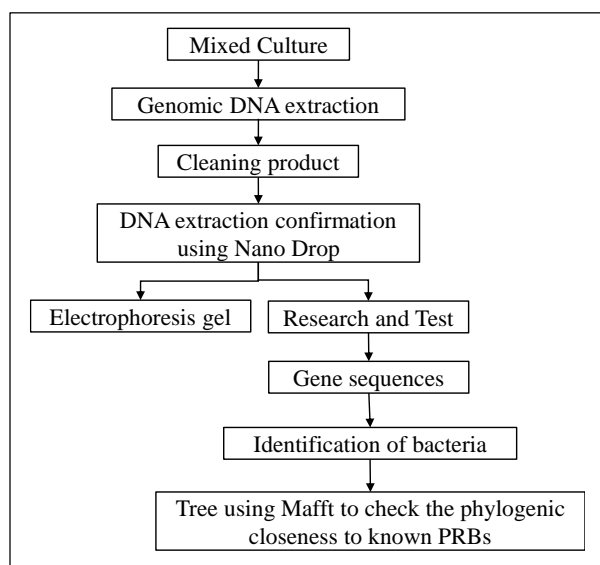 Mixed Culture
Genomic DNA extraction
Cleaning product
DNA extraction confirmation
using Nano Drop
Electrophoresis gel
Research and Test
Gene sequences
Identification of bacteria
Tree using Mafft to check the phylogenic
closeness to known PRBs